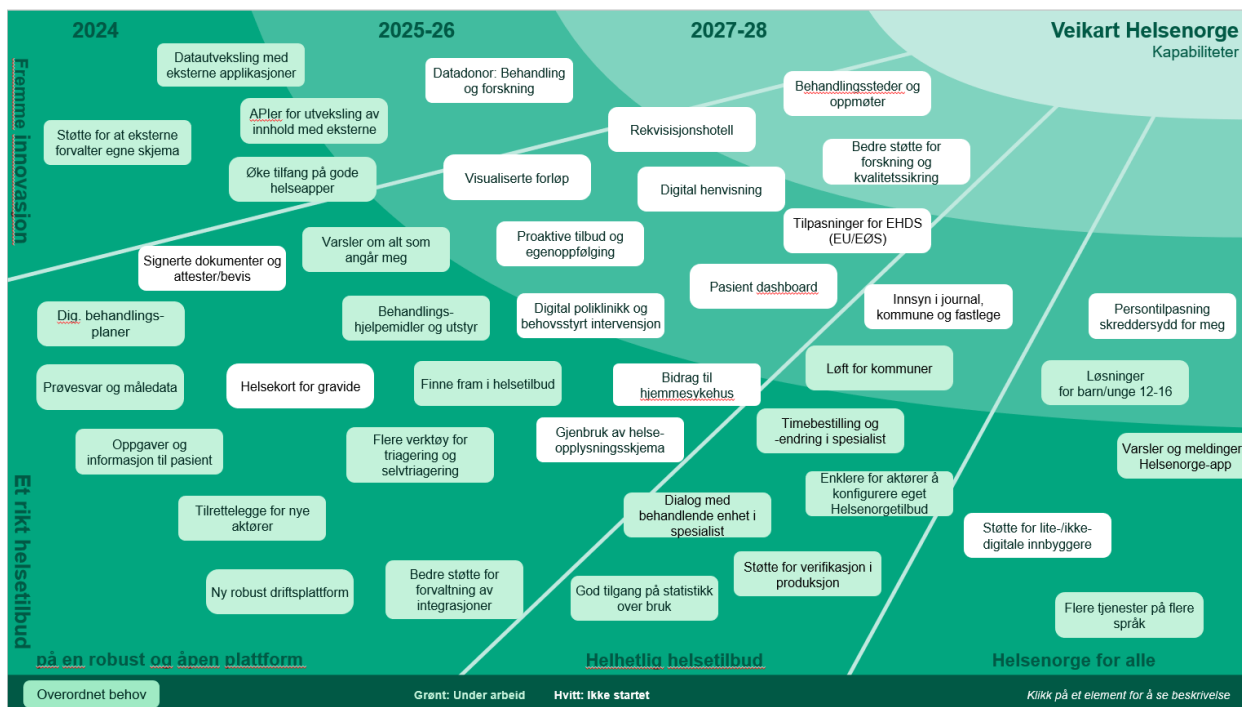 2024
2025-26
2027-28
Veikart Helsenorge
Kapabiliteter
Fremme innovasjon
Datautveksling med
eksterne applikasjoner
Datadonor: Behandling
og forskning
Behandlingssteder og
oppmøter
APIer for utveksling av
innhold med eksterne
Støtte for at eksterne
forvalter egne skjema
Rekvisisjonshotell
Bedre støtte for
forskning og
kvalitetssikring
Øke tilfang på gode
helseapper
Visualiserte forløp
Digital henvisning
Tilpasninger for EHDS
(EU/EØS)
Varsler om alt som
angår meg
Proaktive tilbud og
egenoppfølging
Signerte dokumenter og
attester/bevis
Pasient dashboard
Innsyn i journal,
kommune og fastlege
Persontilpasning
skreddersydd for meg
Dig. behandlings-
planer
Behandlings-
hjelpemidler og utstyr
Digital poliklinikk og
behovsstyrt intervensjon
Løft for kommuner
Prøvesvar og måledata
Helsekort for gravide
Finne fram i helsetilbud
Bidrag til
hjemmesykehus
Løsninger
for barn/unge 12-16
Timebestilling og
-endring i spesialist
Oppgaver og
informasjon til pasient
Flere verktøy for
triagering og
selvtriagering
Gjenbruk av helse-
opplysningsskjema
Varsler og meldinger
Helsenorge-app
Et rikt helsetilbud
Enklere for aktører å
konfigurere eget
Helsenorgetilbud
Tilrettelegge for nye
aktører
Dialog med
behandlende enhet i
spesialist
Støtte for lite-/ikke-
digitale innbyggere
Ny robust driftsplattform
Bedre støtte for
forvaltning av
integrasjoner
God tilgang på statistikk
over bruk
Støtte for verifikasjon i
produksjon
Flere tjenester på flere
språk
på en robust og åpen plattform
Helhetlig helsetilbud
Helsenorge for alle
Overordnet behov
Grønt: Under arbeid
Hvitt: Ikke startet
Klikk på et element for å se beskrivelse